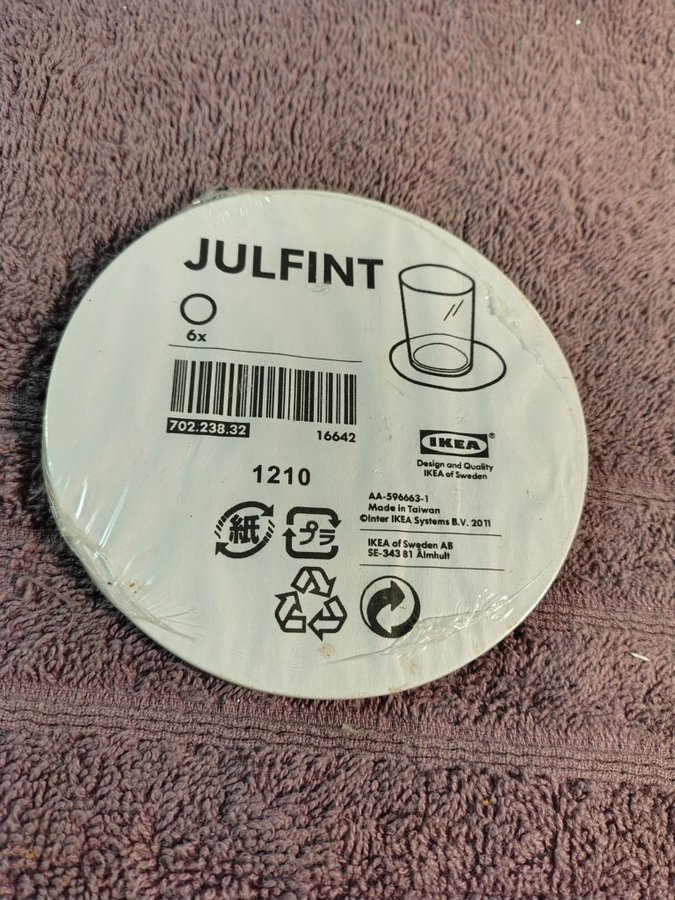 JULFINT
6x
702.238.32
16642
IKEA®
Design and Quality
IKEA of Sweden
1210
AA-596663-1
Made in Taiwan
©Inter IKEA Systems B.V. 2011
IKEA of Sweden AB
SE-343 81 Älmhult
紙
プラ